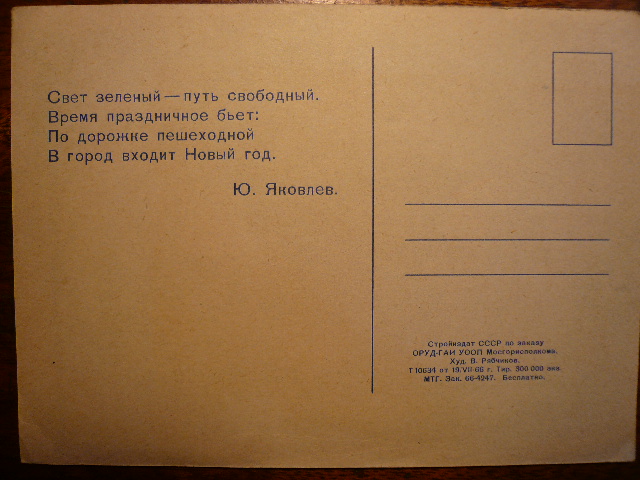 Свет зеленый — путь свободный.
Время праздничное бьет:
По дорожке пешеходной
В город входит Новый год.
Ю. Яковлев.
Стройиздат СССР по заказу
ОРУД-ГАИ УООП Мосгорисполкома.
Худ. В. Рябчиков.
Т 10634 от 19.VII-66 г. Тир. 300 000 экз.
МТГ. Зак. 66-4947. Бесплатно.